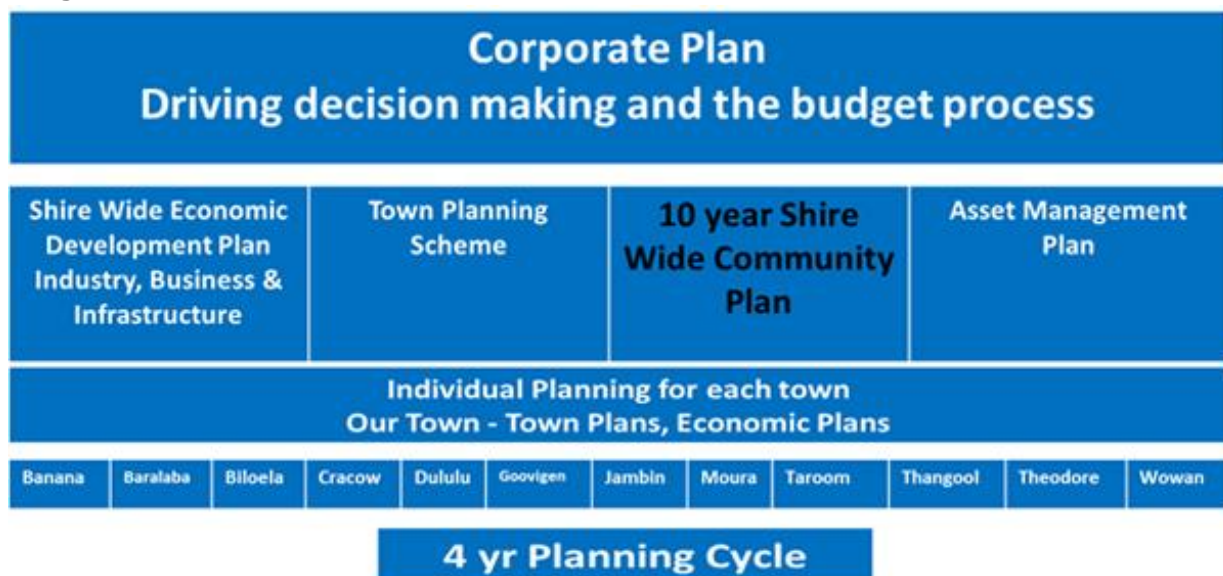 Corporate Plan
Driving decision making and the budget process
Shire Wide Economic
Development Plan
Industry, Business &
Infrastructure
Town Planning
Scheme
10 year Shire
Wide Community
Plan
Asset Management
Plan
Individual Planning for each town
Our Town - Town Plans, Economic Plans
Banana
Baralaba
Biloela
Cracow
Dululu
Goovigen
Jambin
Moura
Taroom
Thangool
Theodore
Wowan
4 yr Planning Cycle